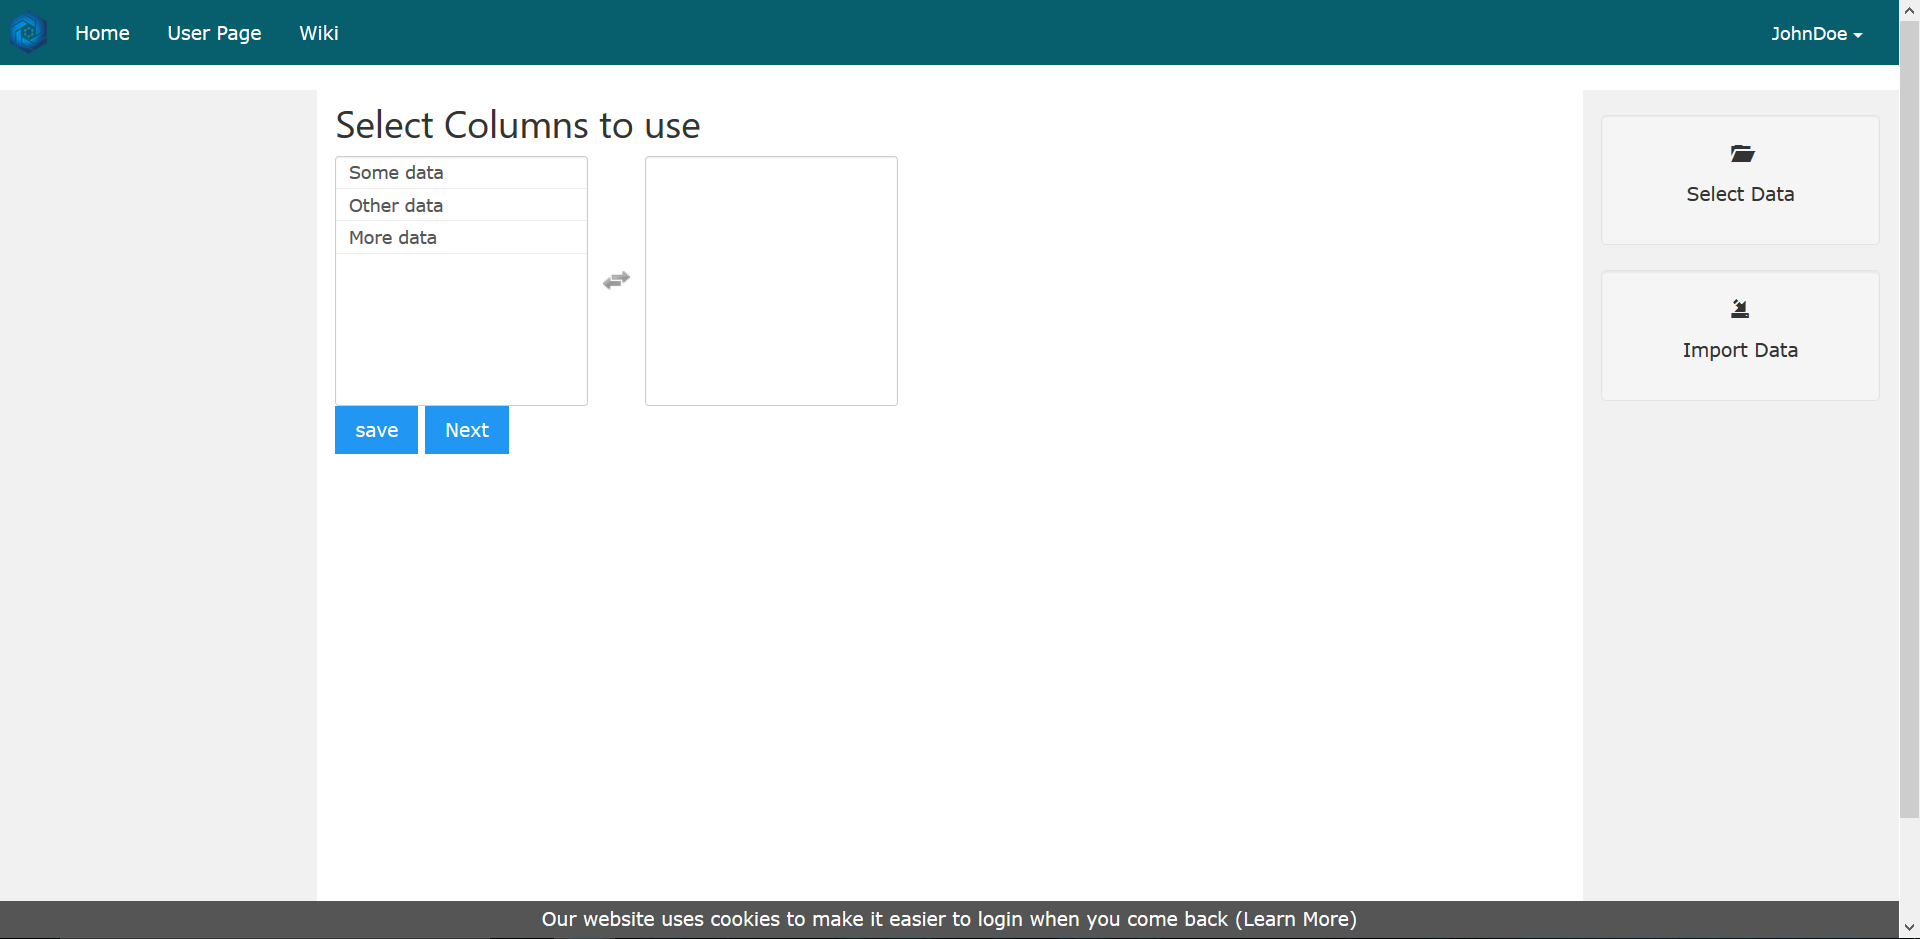 Home User Page Wiki JohnDoe
Select Columns to use
Some data
Other data
More data
save Next
Select Data
Import Data
Our website uses cookies to make it easier to login when you come back (Learn More)